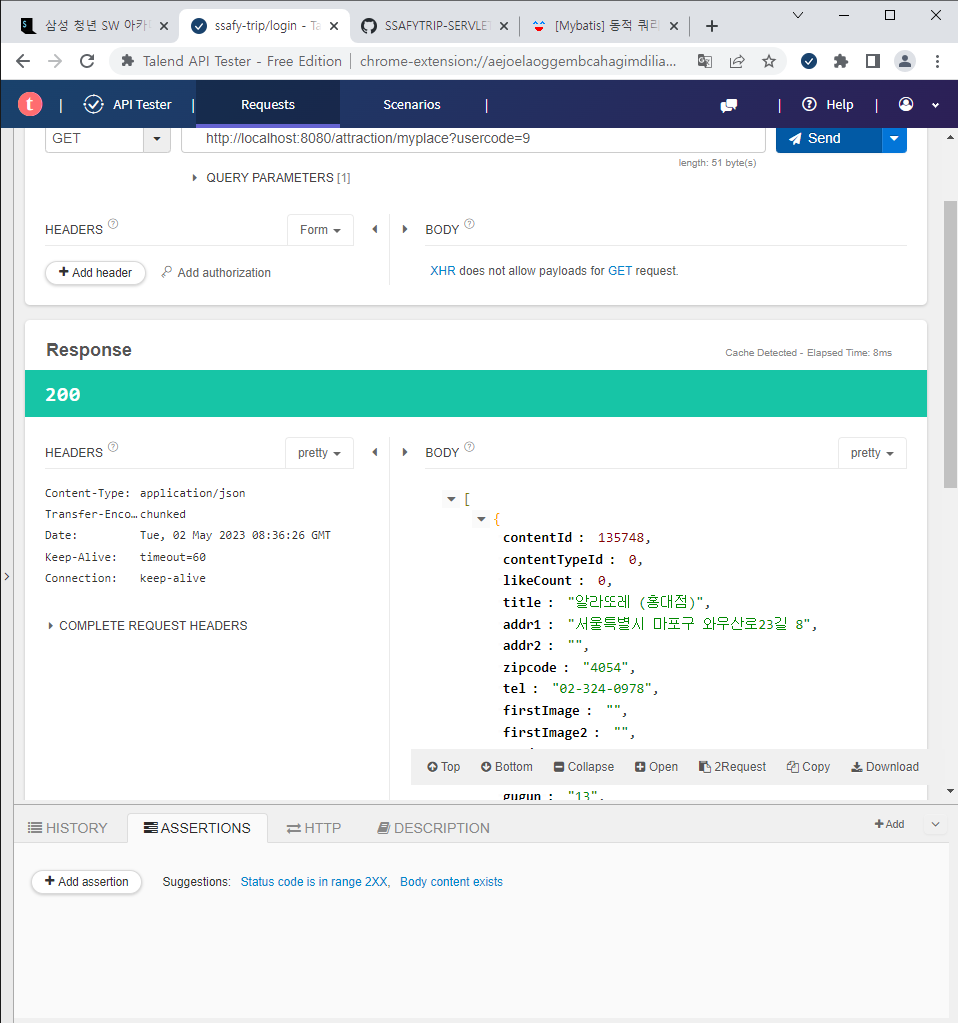 삼성 청년 SW 아카
ssafy-trip/login - Ta
SSAFYTRIP-SERVLE
[Mybatis] 동적 쿼리
Talend API Tester - Free Edition | chrome-extension://aejoelaoggembcahagimdilia...
t | API Tester | Requests Scenarios | | Help |
GET http://localhost:8080/attraction/myplace?usercode=9 Send
length: 51 byte(s)
QUERY PARAMETERS [1]
HEADERS ? Form BODY ?
+ Add header Add authorization XHR does not allow payloads for GET request.
Response
Cache Detected - Elapsed Time: 8ms
200
HEADERS ? pretty BODY ? pretty
Content-Type: application/json
Transfer-Enco… chunked
Date: Tue, 02 May 2023 08:36:26 GMT
Keep-Alive: timeout=60
Connection: keep-alive
COMPLETE REQUEST HEADERS
[
{
contentId : 135748,
contentTypeId : 0,
likeCount : 0,
title : "알라또레 (홍대점)",
addr1 : "서울특별시 마포구 와우산로23길 8",
addr2 : "",
zipcode : "4054",
tel : "02-324-0978",
firstImage : "",
firstImage2 : "",
Top Bottom Collapse Open 2Request Copy Download
gugun : "13",
HISTORY ASSERTIONS HTTP DESCRIPTION + Add
+ Add assertion Suggestions: Status code is in range 2XX, Body content exists